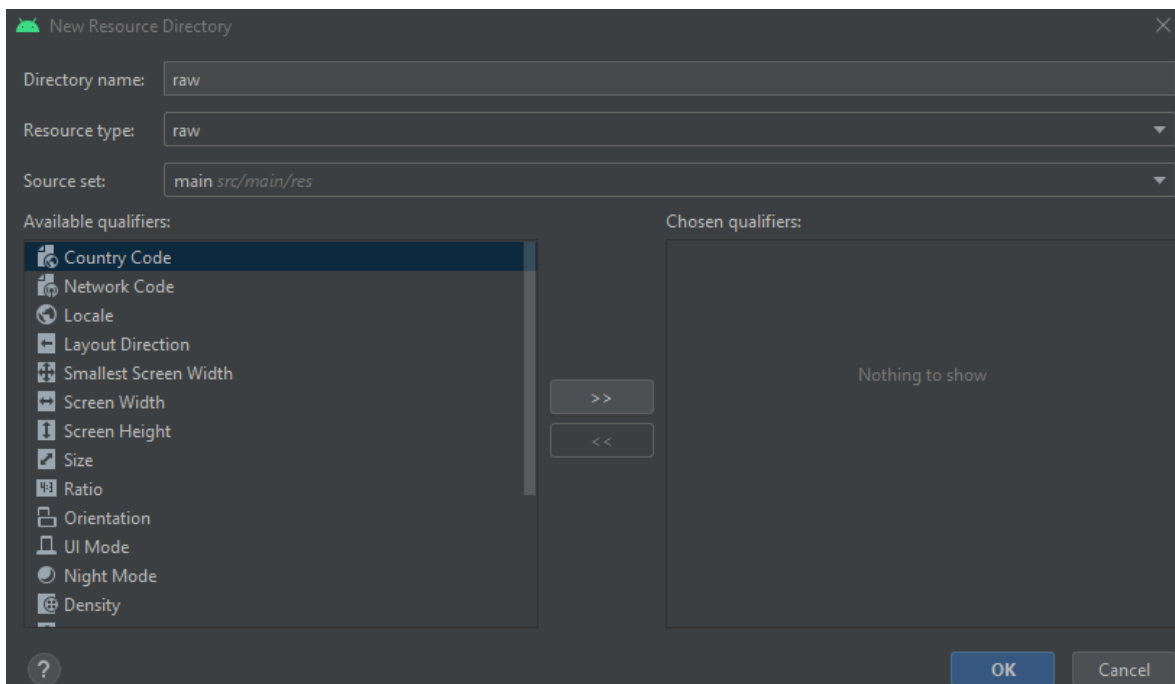 New Resource Directory
Directory name: raw
Resource type: raw
Source set: main src/main/res
Available qualifiers:
Chosen qualifiers:
Country Code
Network Code
Locale
Layout Direction
Smallest Screen Width
Screen Width
Screen Height
Size
4:3 Ratio
Orientation
UI Mode
Night Mode
Density
>>
<<
Nothing to show
?
OK
Cancel